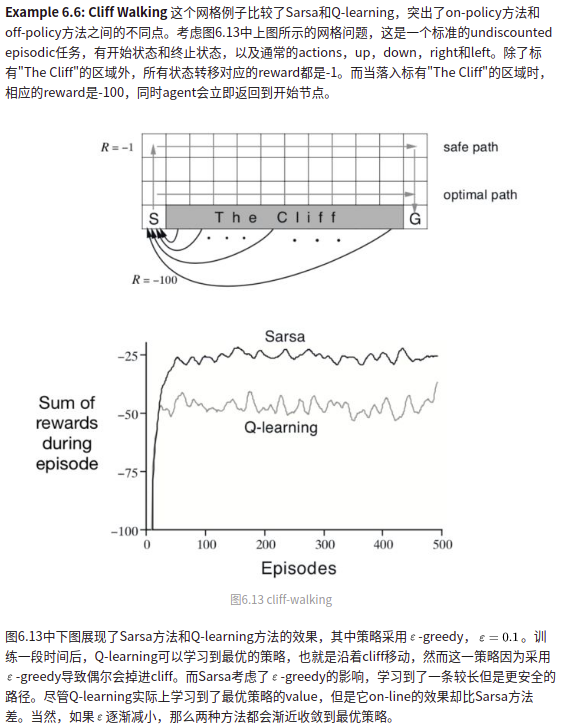 Example 6.6: Cliff Walking 这个网格例子比较了Sarsa和Q-learning，突出了on-policy方法和
off-policy方法之间的不同点。考虑图6.13中上图所示的网格问题，这是一个标准的undiscounted
episodic任务，有开始状态和终止状态，以及通常的actions，up，down，right和left。除了标
有"The Cliff"的区域外，所有状态转移对应的reward都是-1。而当落入标有"The Cliff"的区域时，
相应的reward是-100，同时agent会立即返回到开始节点。
R = -1
safe path
optimal path
S
The Cliff
G
R = -100
Sarsa
-25
-50
Sum of
rewards
during
episode
Q-learning
-75
-100
0
100
200
300
400
500
Episodes
图6.13 cliff-walking
图6.13中下图展现了Sarsa方法和Q-learning方法的效果，其中策略采用ε-greedy，ε = 0.1。训
练一段时间后，Q-learning可以学习到最优的策略，也就是沿着cliff移动，然而这一策略因为采用
ε-greedy导致偶尔会掉进cliff。而Sarsa考虑了ε-greedy的影响，学习到了一条较长但是更安全的
路径。尽管Q-learning实际上学习到了最优策略的value，但是它on-line的效果却比Sarsa方法
差。当然，如果ε逐渐减小，那么两种方法都会渐近收敛到最优策略。